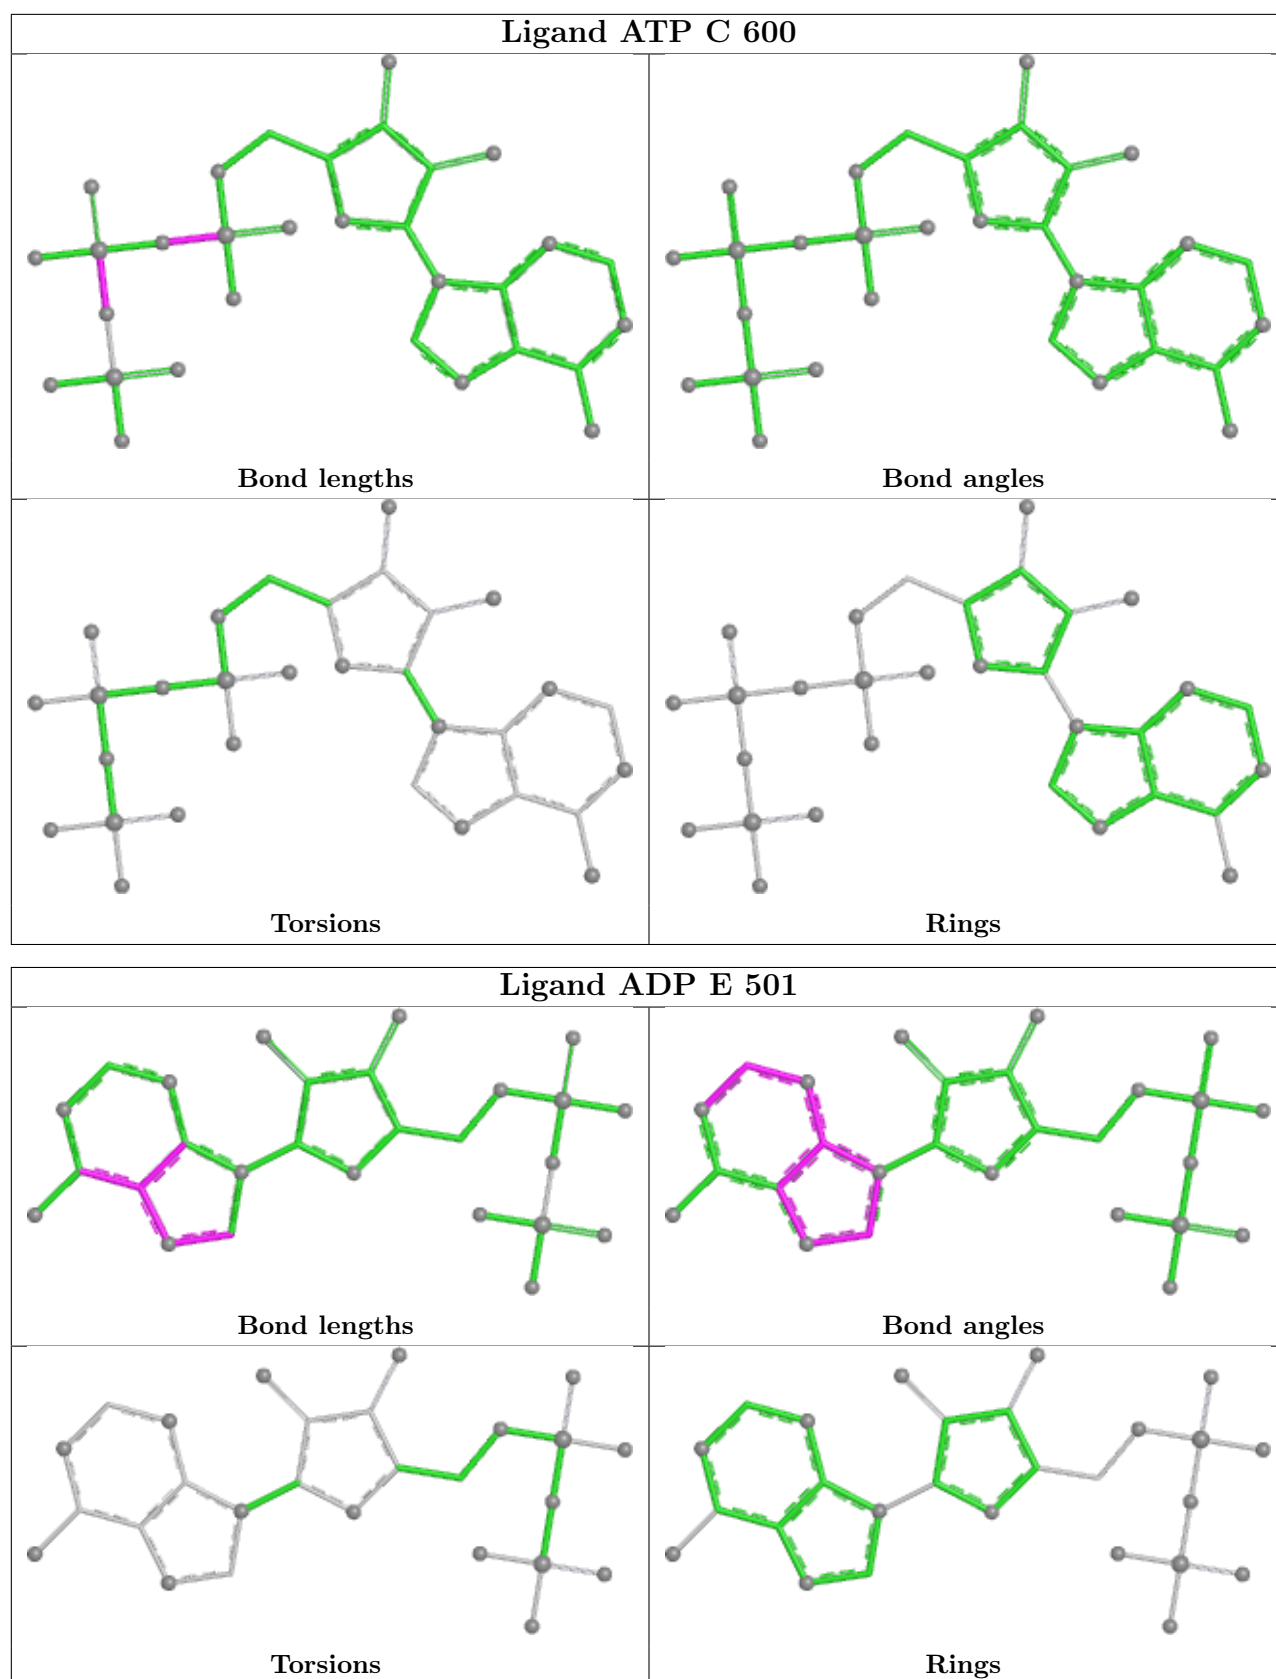 Ligand ATP C 600
Bond lengths
Bond angles
Torsions
Rings
Ligand ADP E 501
Bond lengths
Bond angles
Torsions
Rings